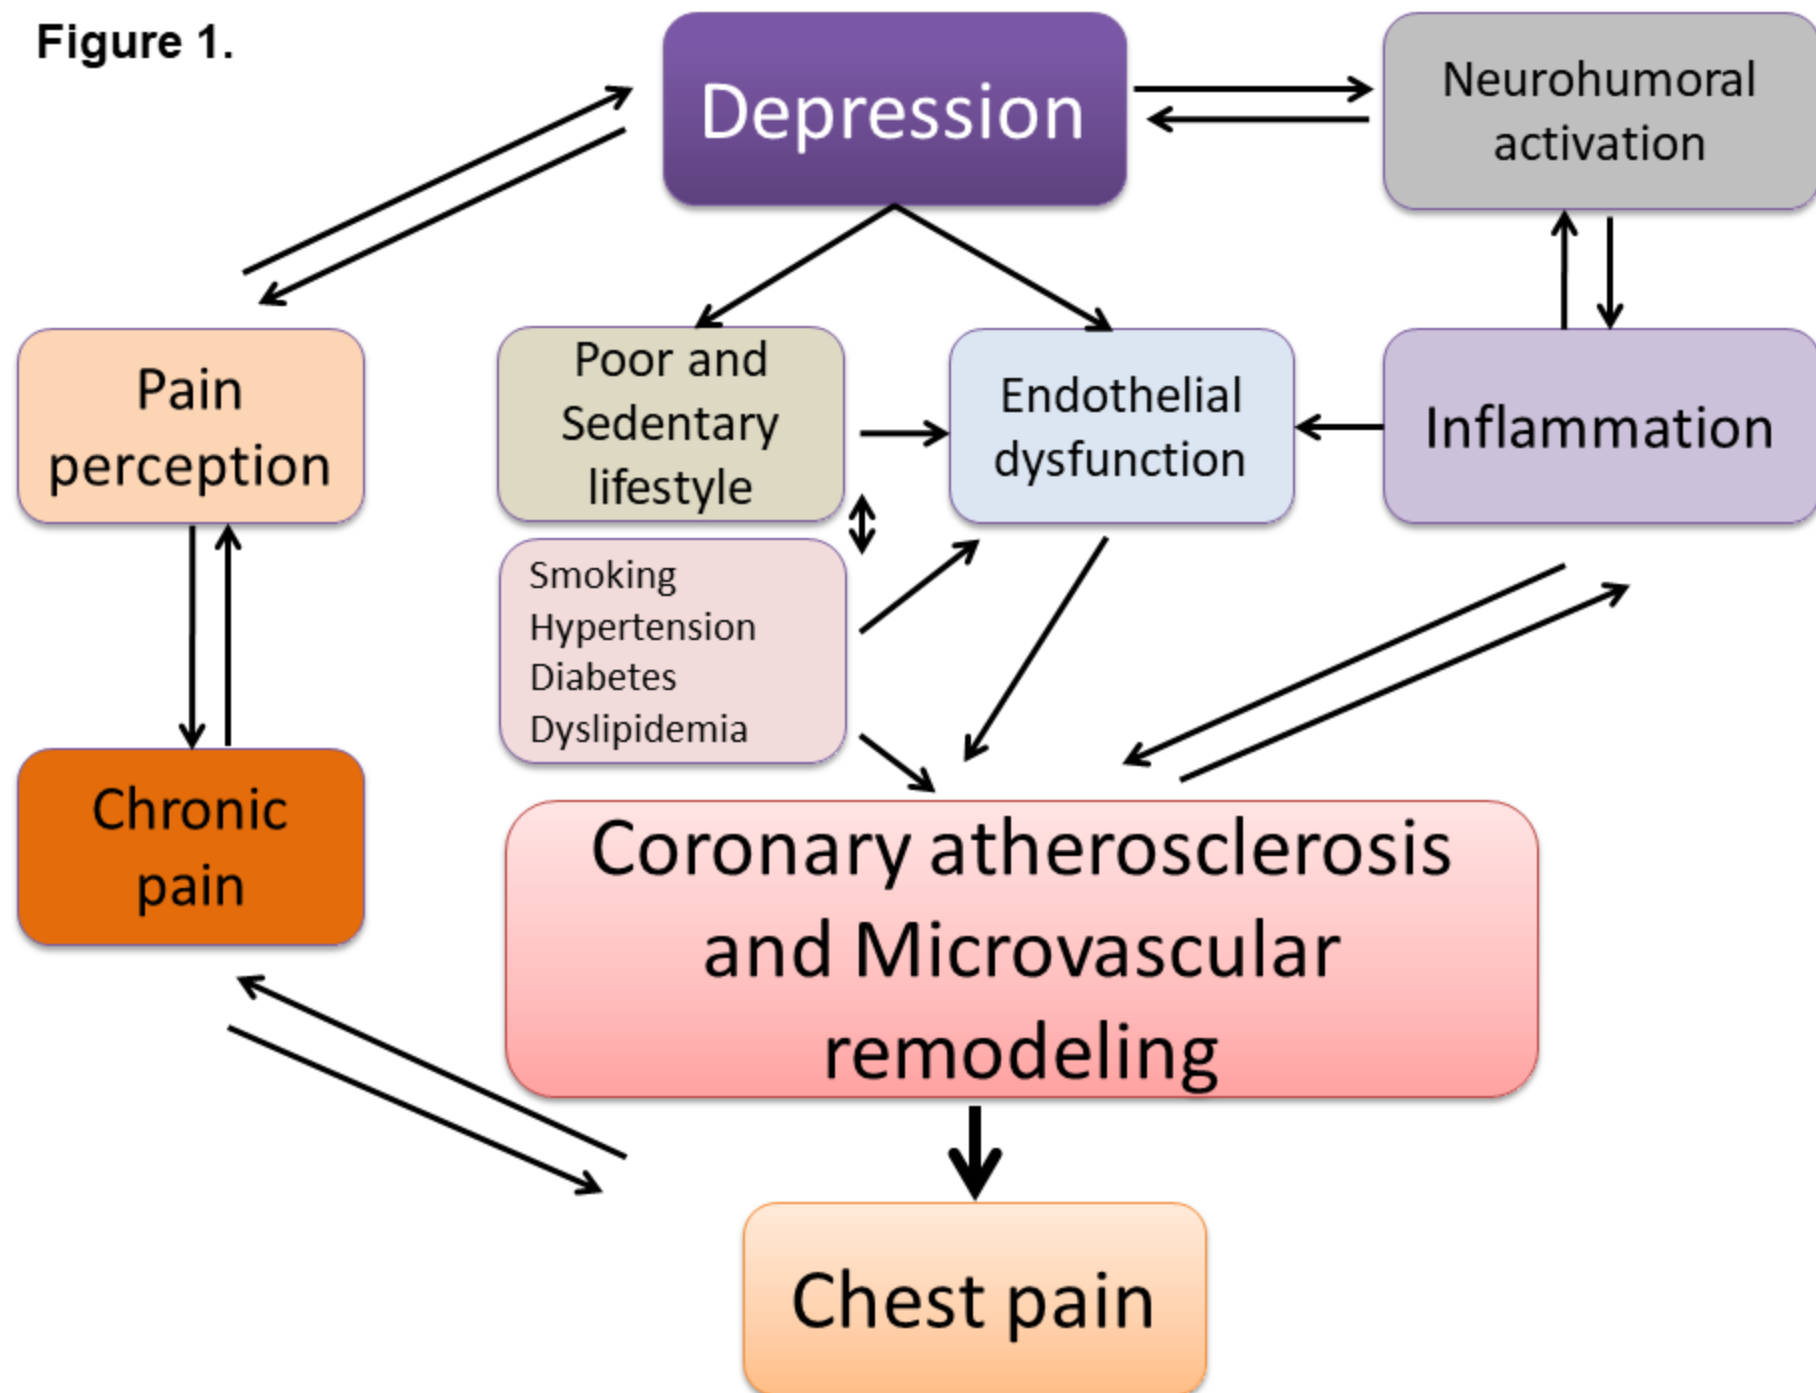 Figure 1.
Depression
Neurohumoral
activation
Pain
perception
Poor and
Sedentary
lifestyle
Endothelial
dysfunction
Inflammation
Smoking
Hypertension
Diabetes
Dyslipidemia
Chronic
pain
Coronary atherosclerosis
and Microvascular
remodeling
Chest pain